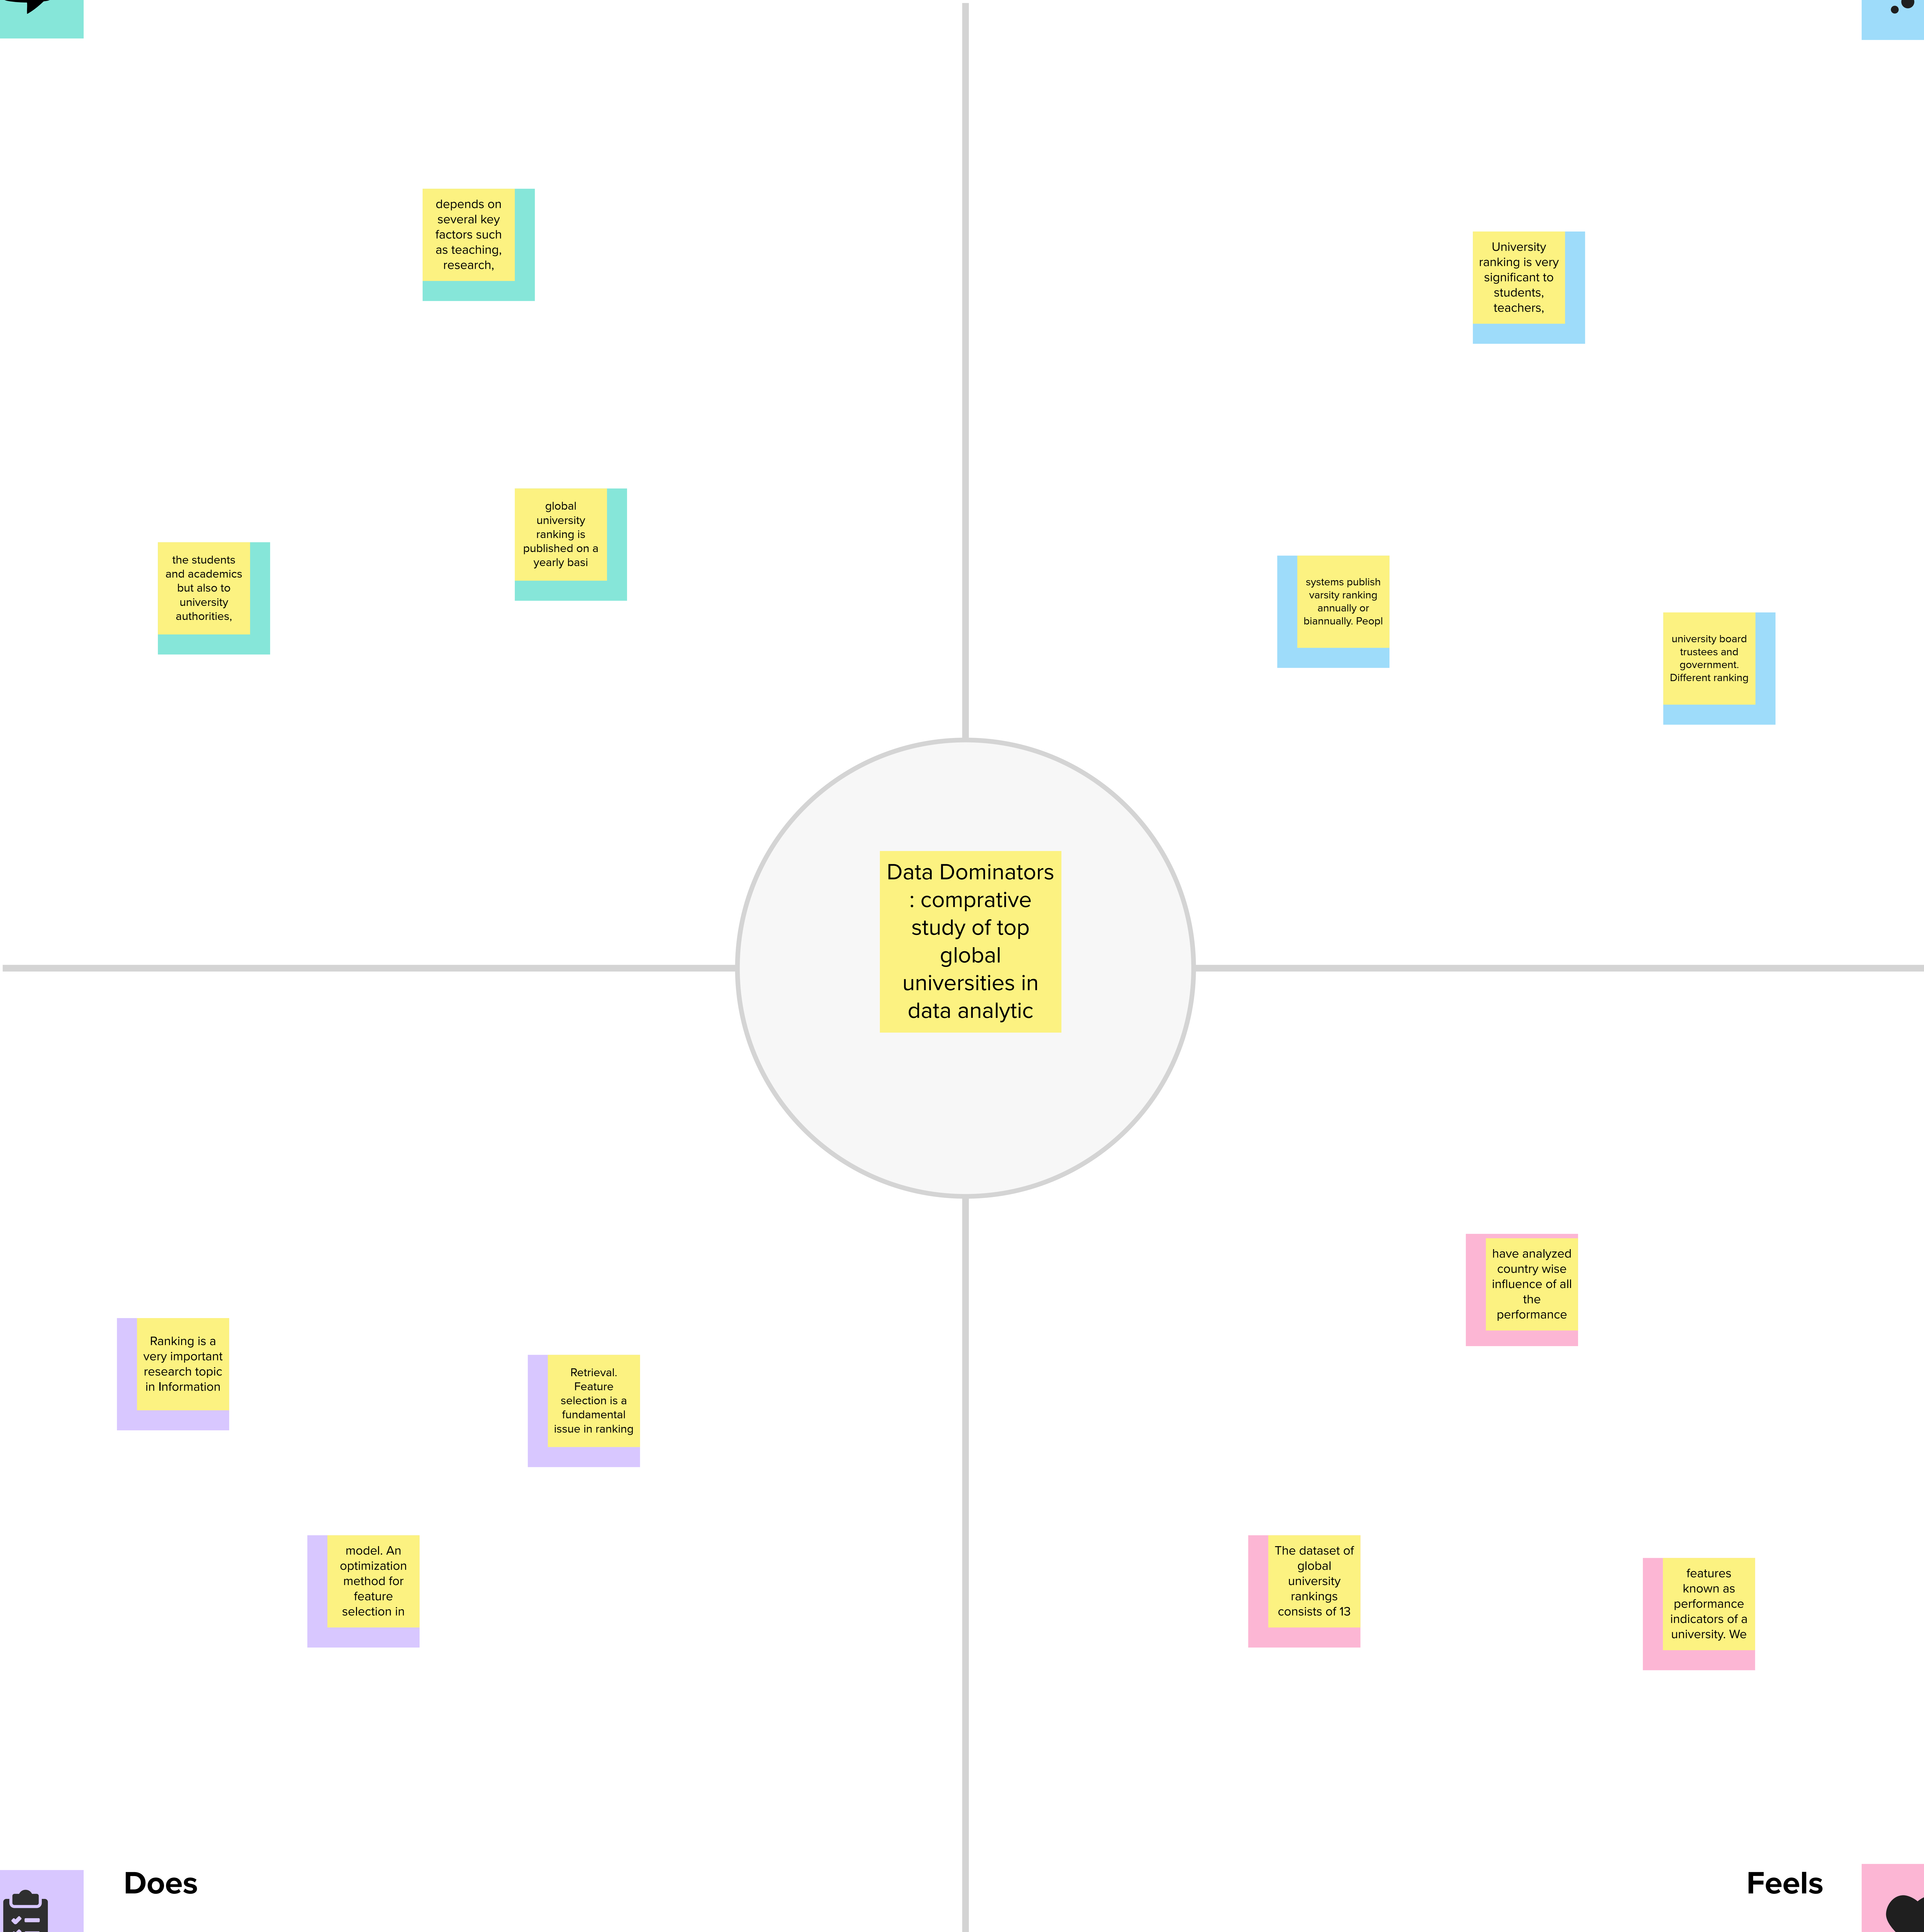 depends on
several key
factors such
as teaching,
research,
global
university
ranking is
published on a
yearly basi
the students
and academics
but also to
university
authorities,
University
ranking is very
significant to
students,
teachers,
systems publish
varsity ranking
annually or
biannually. Peopl
university board
trustees and
government.
Different ranking
Data Dominators
: comprative
study of top
global
universities in
data analytic
Ranking is a
very important
research topic
in Information
Retrieval.
Feature
selection is a
fundamental
issue in ranking
model. An
optimization
method for
feature
selection in
have analyzed
country wise
influence of all
the
performance
The dataset of
global
university
rankings
consists of 13
features
known as
performance
indicators of a
university. We
Does
Feels